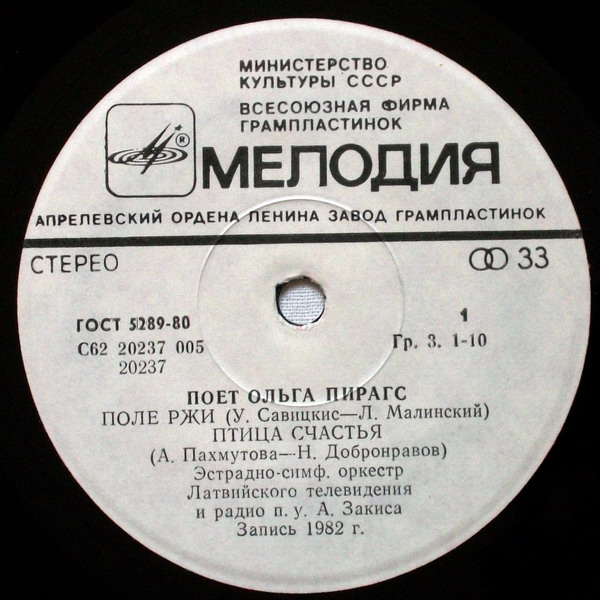 МИНИСТЕРСТВО
КУЛЬТУРЫ СССР
ВСЕСОЮЗНАЯ ФИРМА
ГРАМПЛАСТИНОК
®
МЕЛОДИЯ
АПРЕЛЕВСКИЙ ОРДЕНА ЛЕНИНА ЗАВОД ГРАМПЛАСТИНОК
СТЕРЕО
33
ГОСТ 5289-80
1
С62 20237 005
Гр. 3. 1-10
20237
ПОЕТ ОЛЬГА ПИРАГС
ПОЛЕ РЖИ (У. Савицкис—Л. Малинский)
ПТИЦА СЧАСТЬЯ
(А. Пахмутова—Н. Добронравов)
Эстрадно-симф. оркестр
Латвийского телевидения
и радио п. у. А. Закиса
Запись 1982 г.